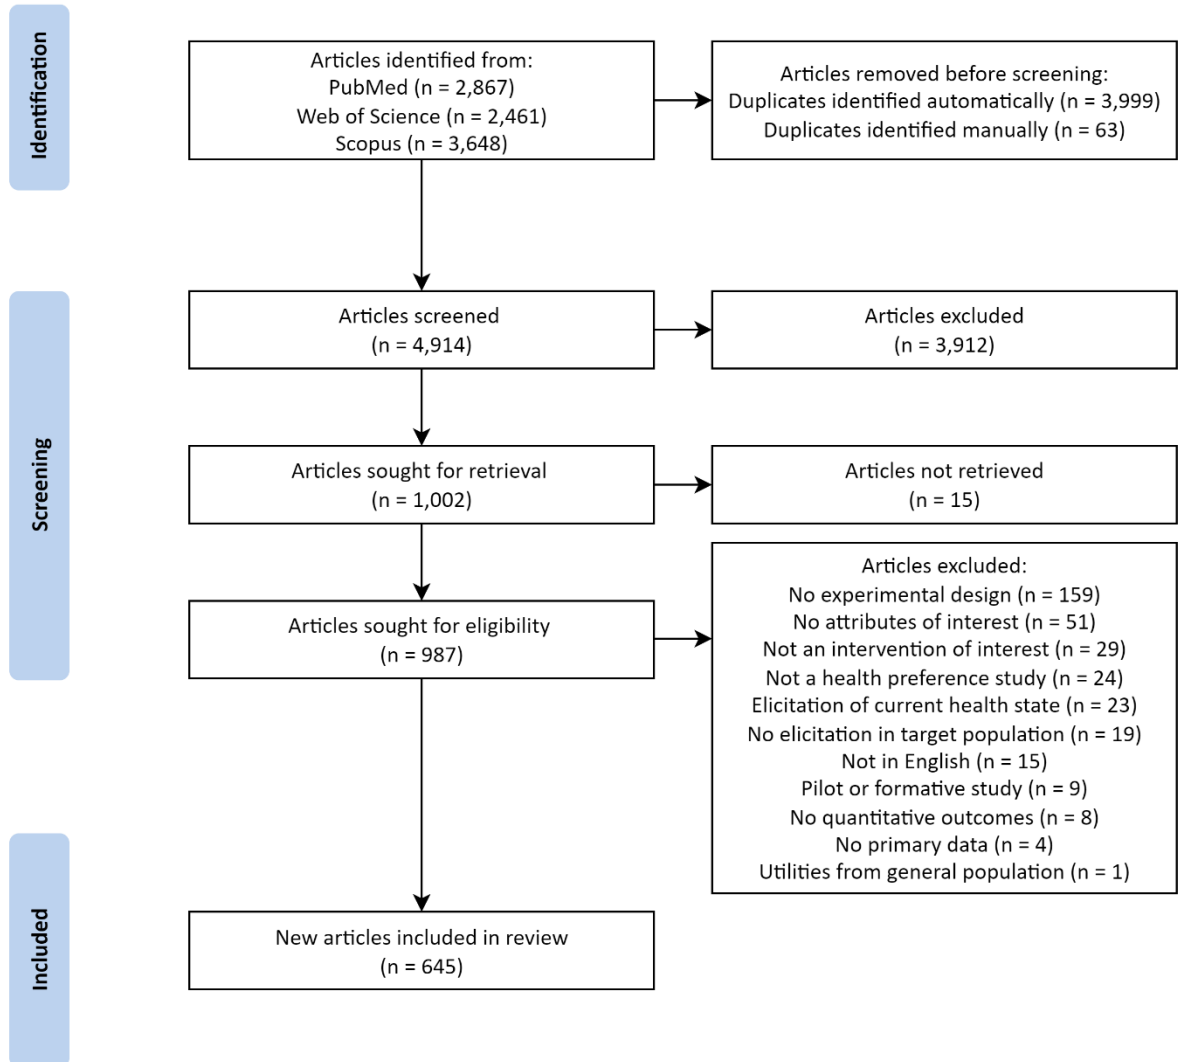 Identification
Articles identified from:
PubMed (n = 2,867)
Web of Science (n = 2,461)
Scopus (n = 3,648)
Articles removed before screening:
Duplicates identified automatically (n = 3,999)
Duplicates identified manually (n = 63)
Screening
Articles screened
(n = 4,914)
Articles excluded
(n = 3,912)
Articles sought for retrieval
(n = 1,002)
Articles not retrieved
(n = 15)
Articles sought for eligibility
(n = 987)
Articles excluded:
No experimental design (n = 159)
No attributes of interest (n = 51)
Not an intervention of interest (n = 29)
Not a health preference study (n = 24)
Elicitation of current health state (n = 23)
No elicitation in target population (n = 19)
Not in English (n = 15)
Pilot or formative study (n = 9)
No quantitative outcomes (n = 8)
No primary data (n = 4)
Utilities from general population (n = 1)
Included
New articles included in review
(n = 645)